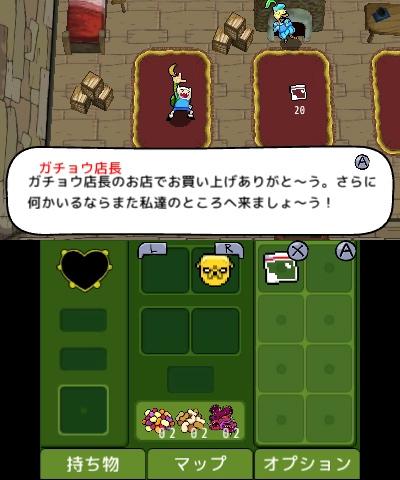 20
ガチョウ店長
A
ガチョウ店長のお店でお買い上げありがと〜う。さらに
何かいるならまた私達のところへ来ましょ〜う！
L R X A
02 02 02
持ち物 マップ オプション